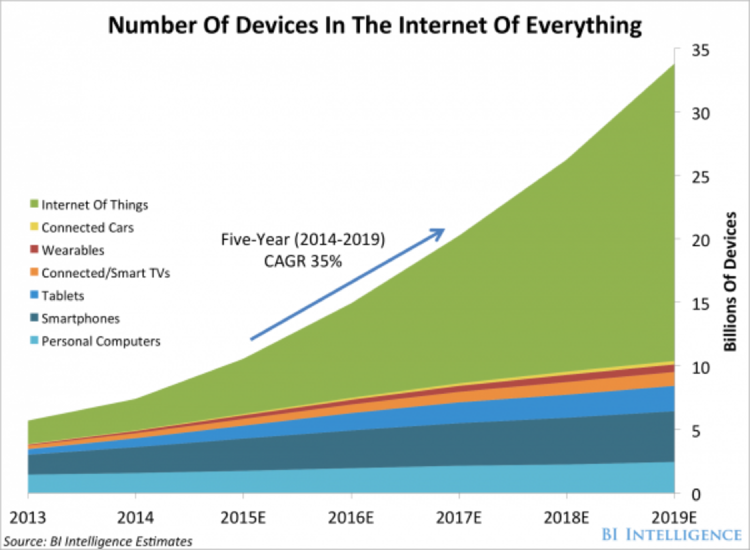 Number Of Devices In The Internet Of Everything
35
30
25
20
15
10
5
0
Billions Of Devices
Internet Of Things
Connected Cars
Wearables
Connected/Smart TVs
Tablets
Smartphones
Personal Computers
Five-Year (2014-2019)
CAGR 35%
2013 2014 2015E 2016E 2017E 2018E 2019E
Source: BI Intelligence Estimates
BI INTELLIGENCE